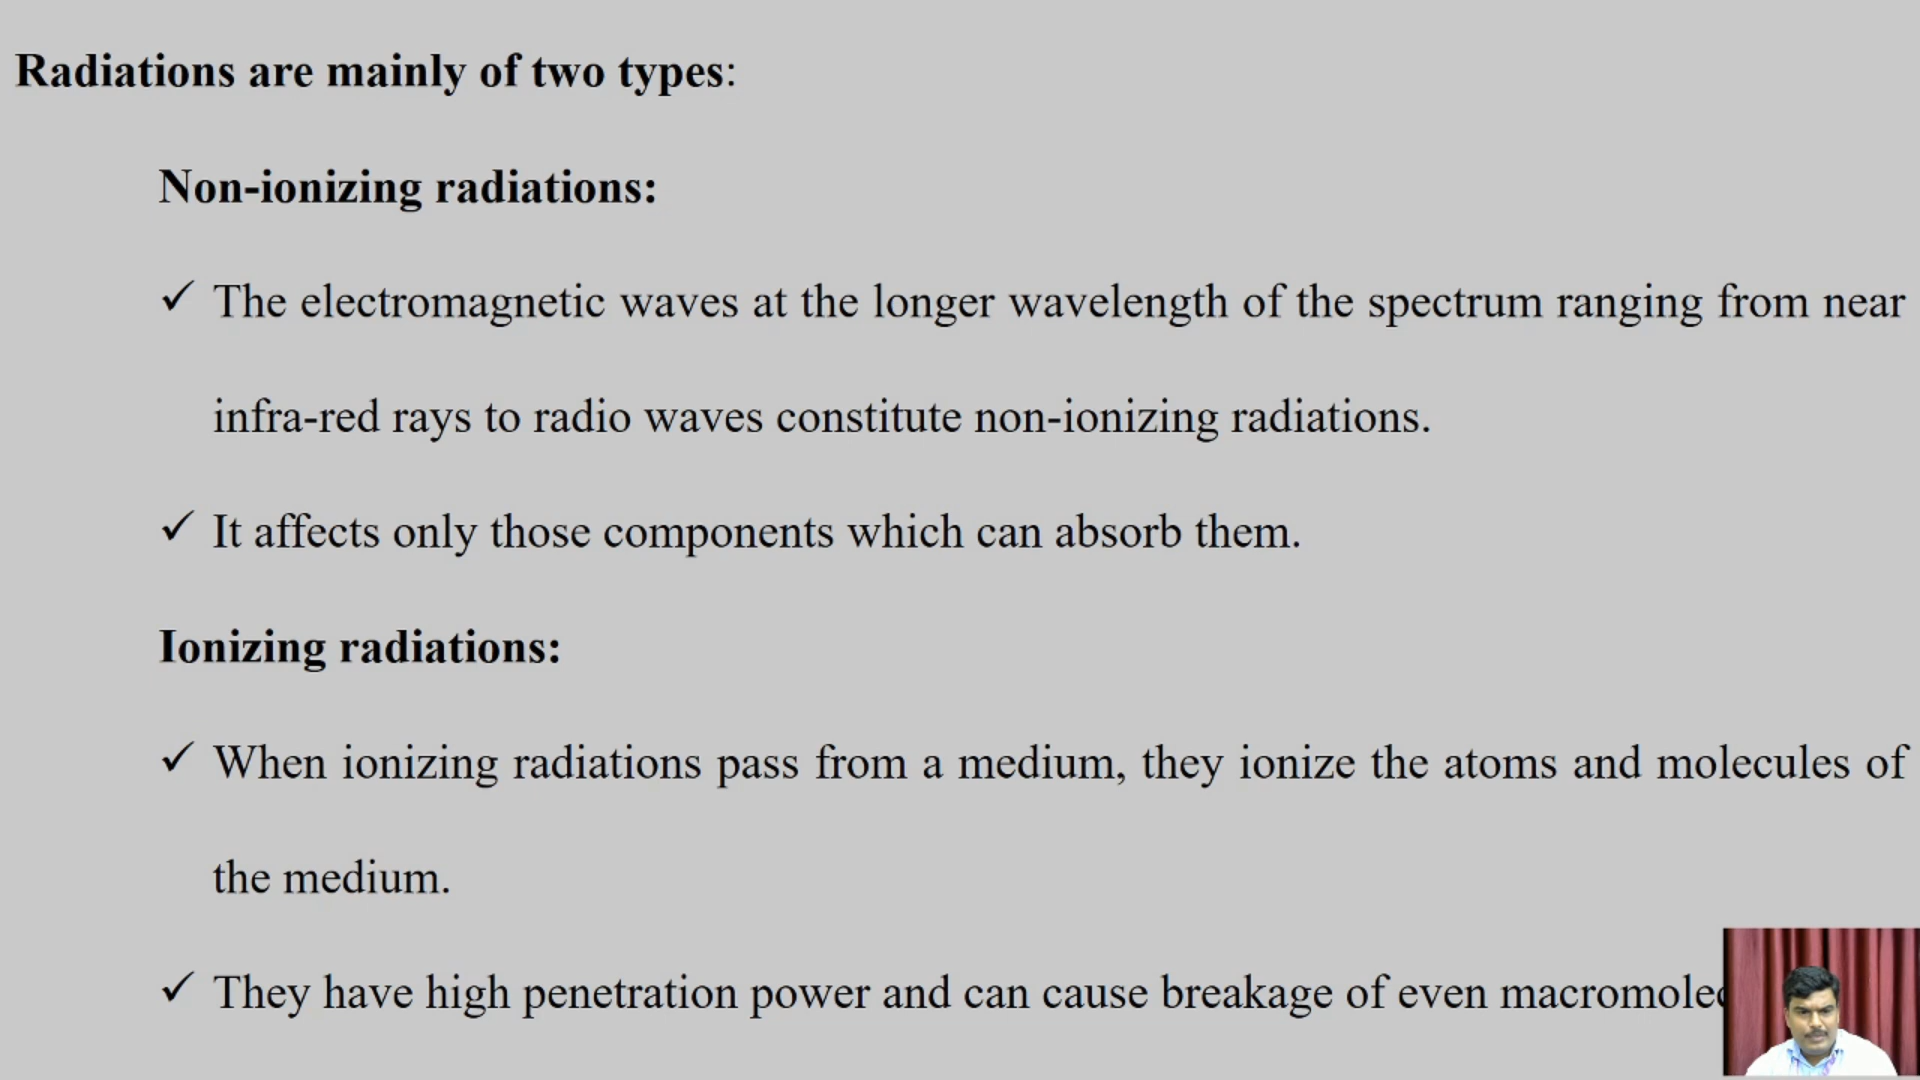 Radiations are mainly of two types:
Non-ionizing radiations:
✓ The electromagnetic waves at the longer wavelength of the spectrum ranging from near
infra-red rays to radio waves constitute non-ionizing radiations.
✓ It affects only those components which can absorb them.
Ionizing radiations:
✓ When ionizing radiations pass from a medium, they ionize the atoms and molecules of
the medium.
✓ They have high penetration power and can cause breakage of even